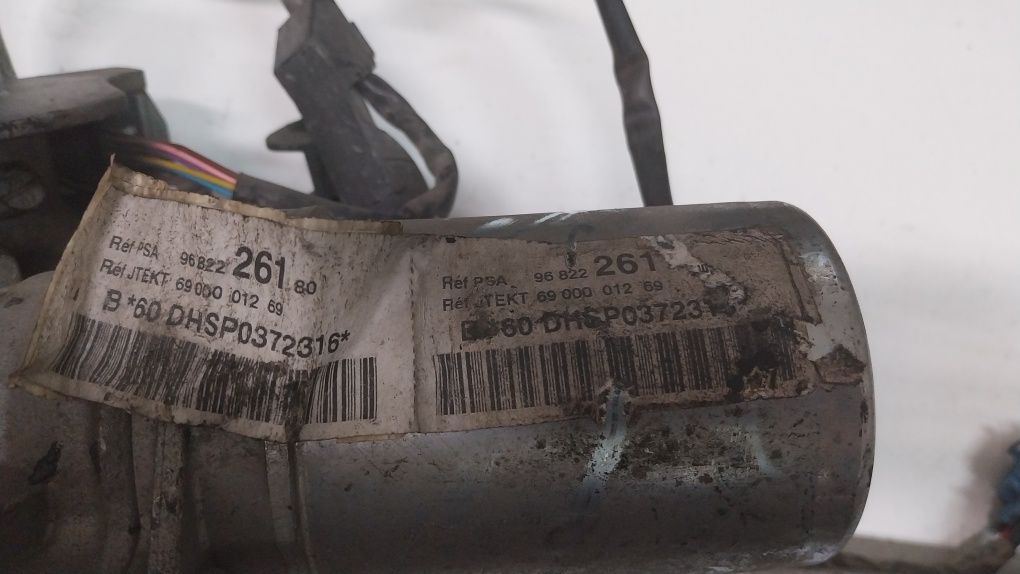 Réf PSA 96 822 261 80
Réf JTEKT 69 000 012 69
B *60 DHSP0372316*
Réf PSA 96 822 261
Réf JTEKT 69 000 012 69
B 60 DHSP037231